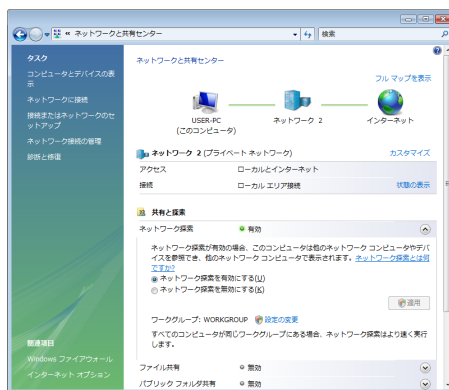 « ネットワークと共有センター
検索
タスク
コンピュータとデバイスの表
示
ネットワークに接続
接続またはネットワークのセ
ットアップ
ネットワーク接続の管理
診断と修復
関連項目
Windows ファイアウォール
インターネット オプション
ネットワークと共有センター
フル マップを表示
USER-PC
(このコンピュータ)
ネットワーク 2
インターネット
ネットワーク 2 (プライベート ネットワーク)
カスタマイズ
アクセス
ローカルとインターネット
接続
ローカル エリア接続
状態の表示
共有と探索
ネットワーク探索
有効
ネットワーク探索が有効の場合、このコンピュータは他のネットワーク コンピュータやデバ
イスを参照でき、他のネットワーク コンピュータで表示されます。 ネットワーク探索とは何
ですか?
ネットワーク探索を有効にする(U)
ネットワーク探索を無効にする(K)
適用
ワークグループ: WORKGROUP 設定の変更
すべてのコンピュータが同じワークグループにある場合、ネットワーク探索はより速く実行
します。
ファイル共有
無効
パブリック フォルダ共有
無効